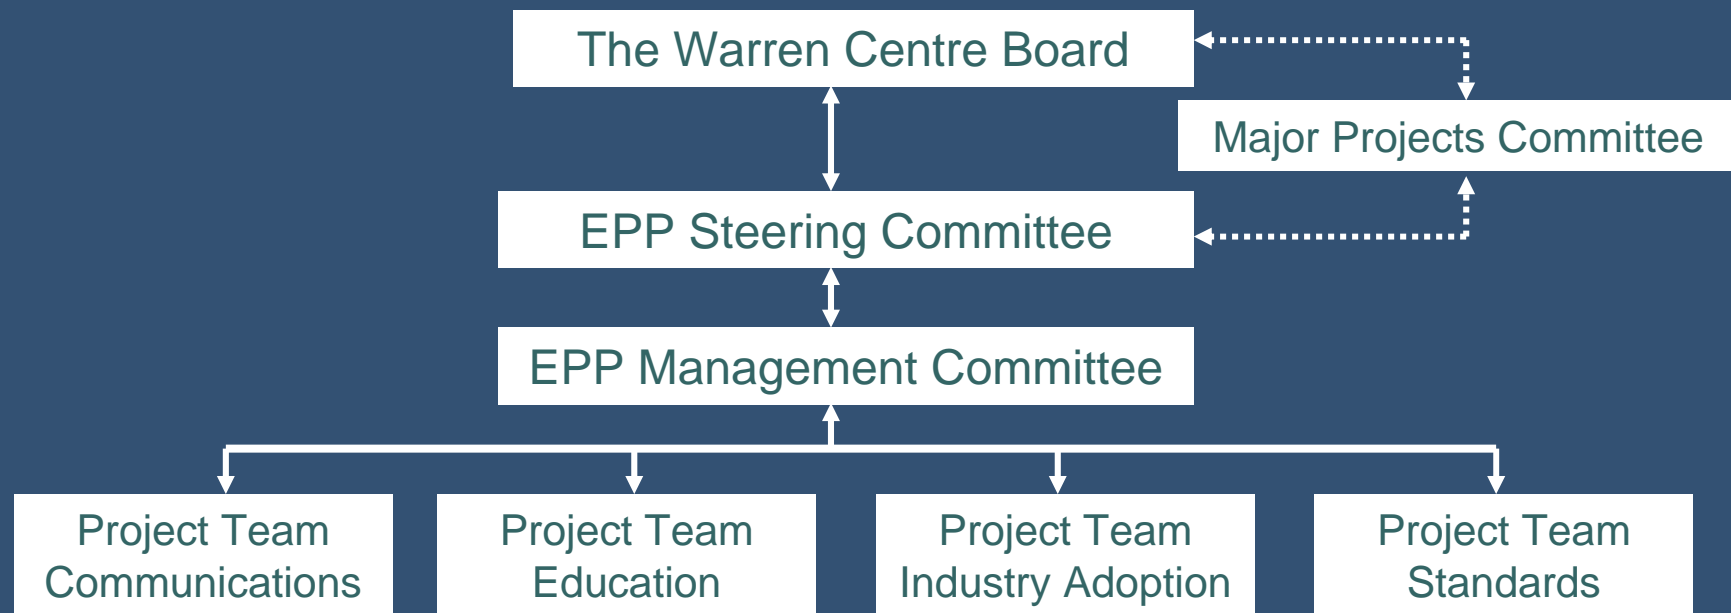 The Warren Centre Board
Major Projects Committee
EPP Steering Committee
EPP Management Committee
Project Team
Communications
Project Team
Education
Project Team
Industry Adoption
Project Team
Standards